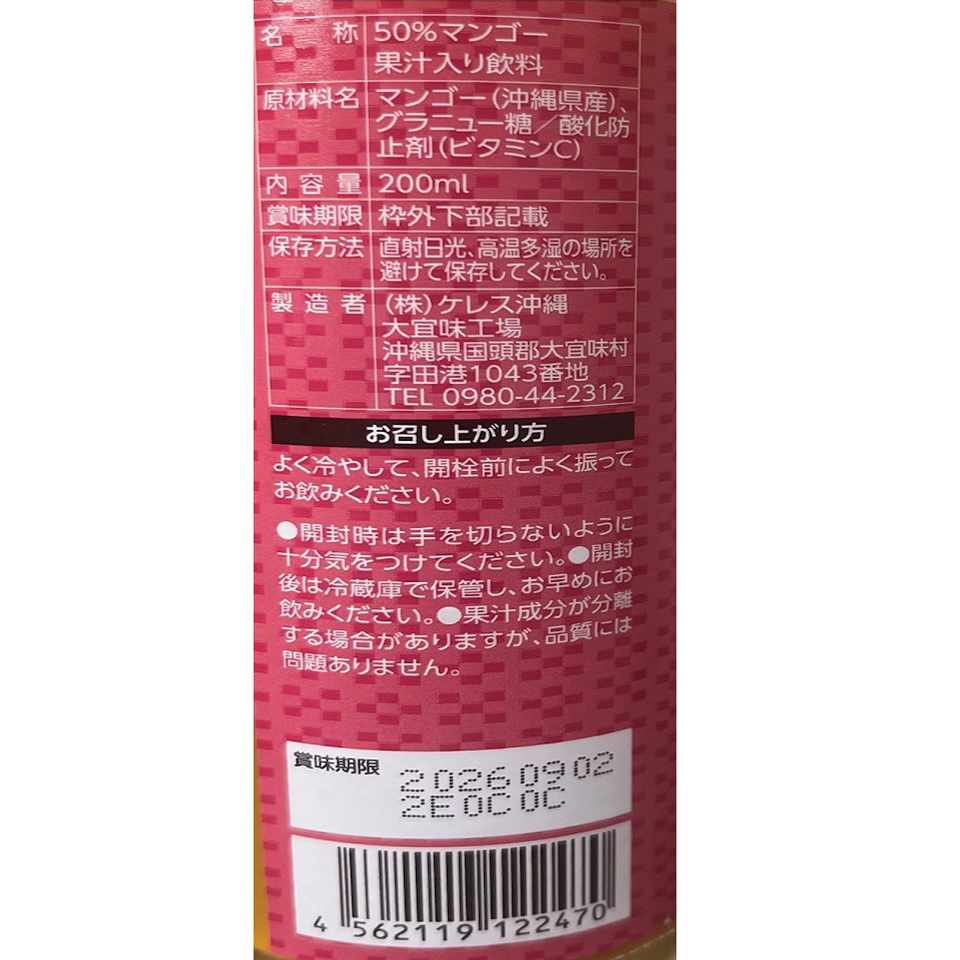 名称 50%マンゴー
果汁入り飲料
原材料名 マンゴー(沖縄県産)、
グラニュー糖/酸化防
止剤(ビタミンC)
内容量 200ml
賞味期限 枠外下部記載
保存方法 直射日光、高温多湿の場所を
避けて保存してください。
製造者 (株)ケレス沖縄
大宜味工場
沖縄県国頭郡大宜味村
字田港1043番地
TEL 0980-44-2312
お召し上がり方
よく冷やして、開栓前によく振って
お飲みください。
●開封時は手を切らないように
十分気をつけてください。●開封
後は冷蔵庫で保管し、お早めにお
飲みください。●果汁成分が分離
する場合がありますが、品質には
問題ありません。
賞味期限 20260902
2E0C0C
4 562119 122470